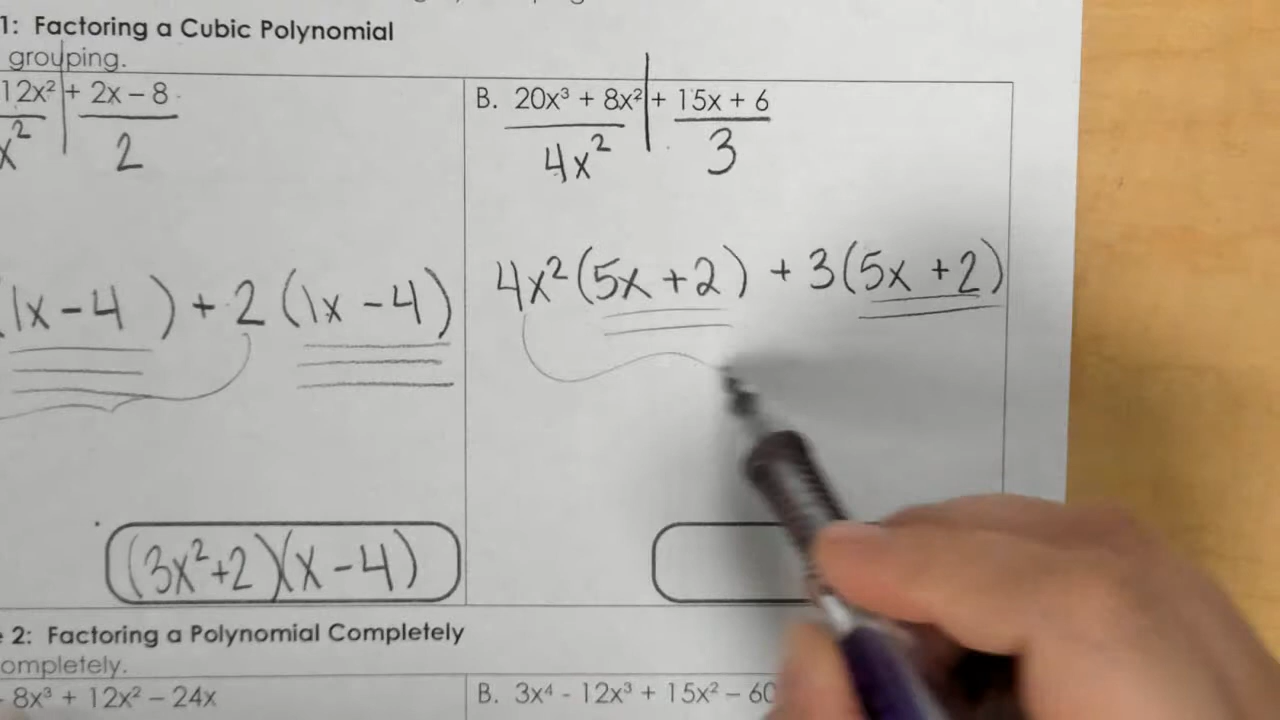 1: Factoring a Cubic Polynomial
grouping.
12x² + 2x – 8
x² 2
(1x – 4) + 2 (1x – 4)
(3x²+2)(x – 4)
B. 20x³ + 8x² + 15x + 6
4x² 3
4x²(5x + 2) + 3(5x + 2)
2: Factoring a Polynomial Completely
ompletely.
- 8x³ + 12x² – 24x
B. 3x⁴ - 12x³ + 15x² – 60